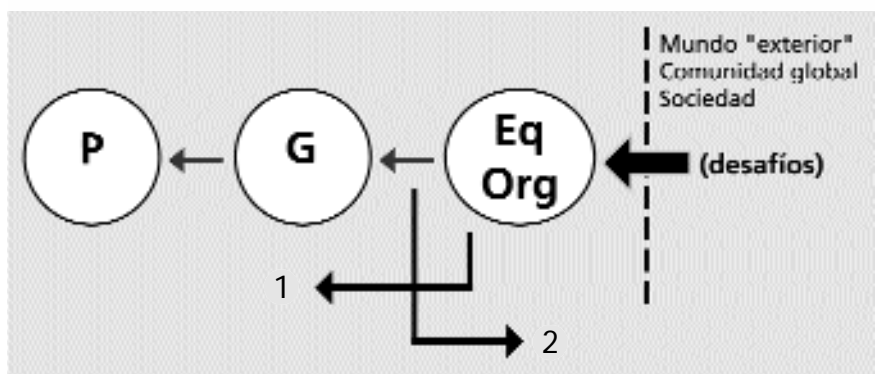 Mundo "exterior"
Comunidad global
Sociedad
P
G
Eq
Org
(desafíos)
1
2